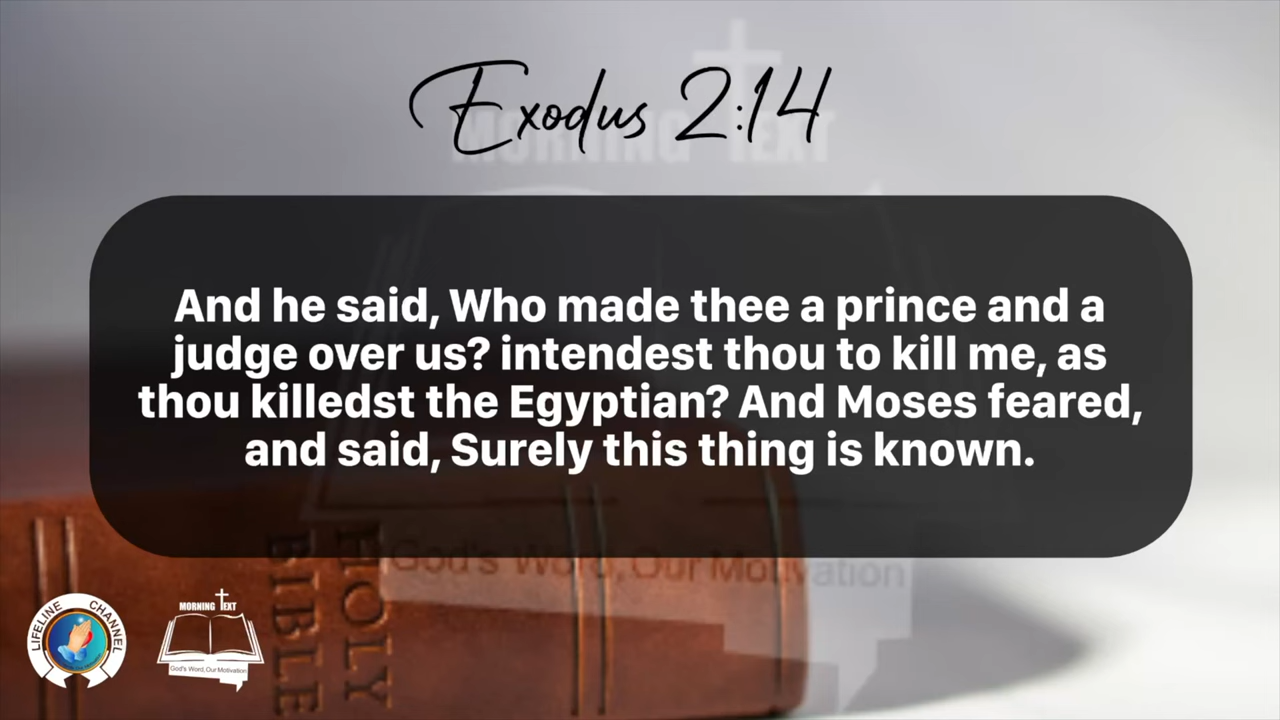 Exodus 2:14
MORNING TEXT
And he said, Who made thee a prince and a
judge over us? intendest thou to kill me, as
thou killedst the Egyptian? And Moses feared,
and said, Surely this thing is known.
God's Word, Our Motivation
HOLY
BIBLE
LIFELINE CHANNEL
MORNING TEXT
God's Word, Our Motivation